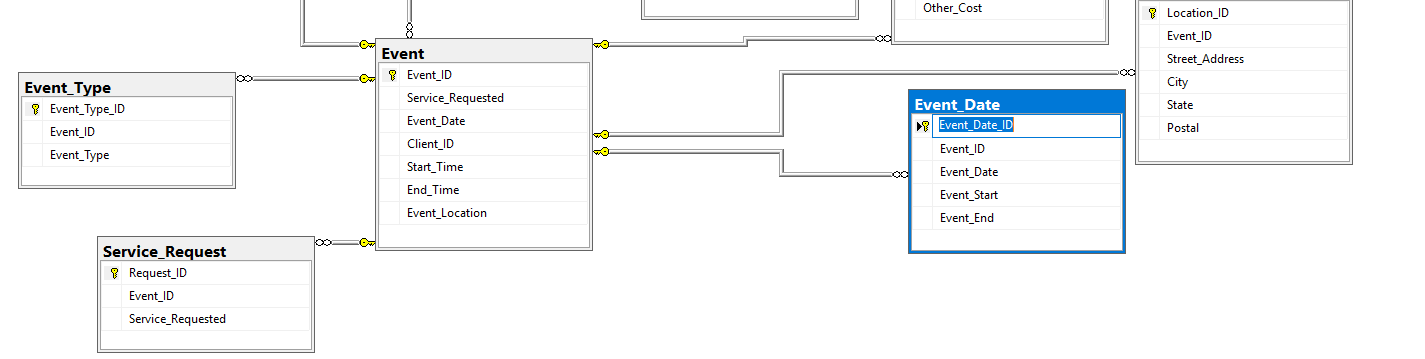 Other_Cost
Location_ID
Event_ID
Street_Address
City
State
Postal
Event
Event_ID
Service_Requested
Event_Date
Client_ID
Start_Time
End_Time
Event_Location
Event_Type
Event_Type_ID
Event_ID
Event_Type
Event_Date
Event_Date_ID
Event_ID
Event_Date
Event_Start
Event_End
Service_Request
Request_ID
Event_ID
Service_Requested